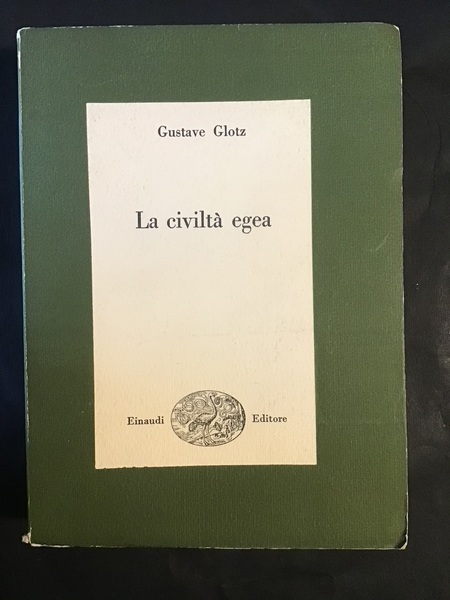 Gustave Glotz
La civiltà egea
Einaudi Editore